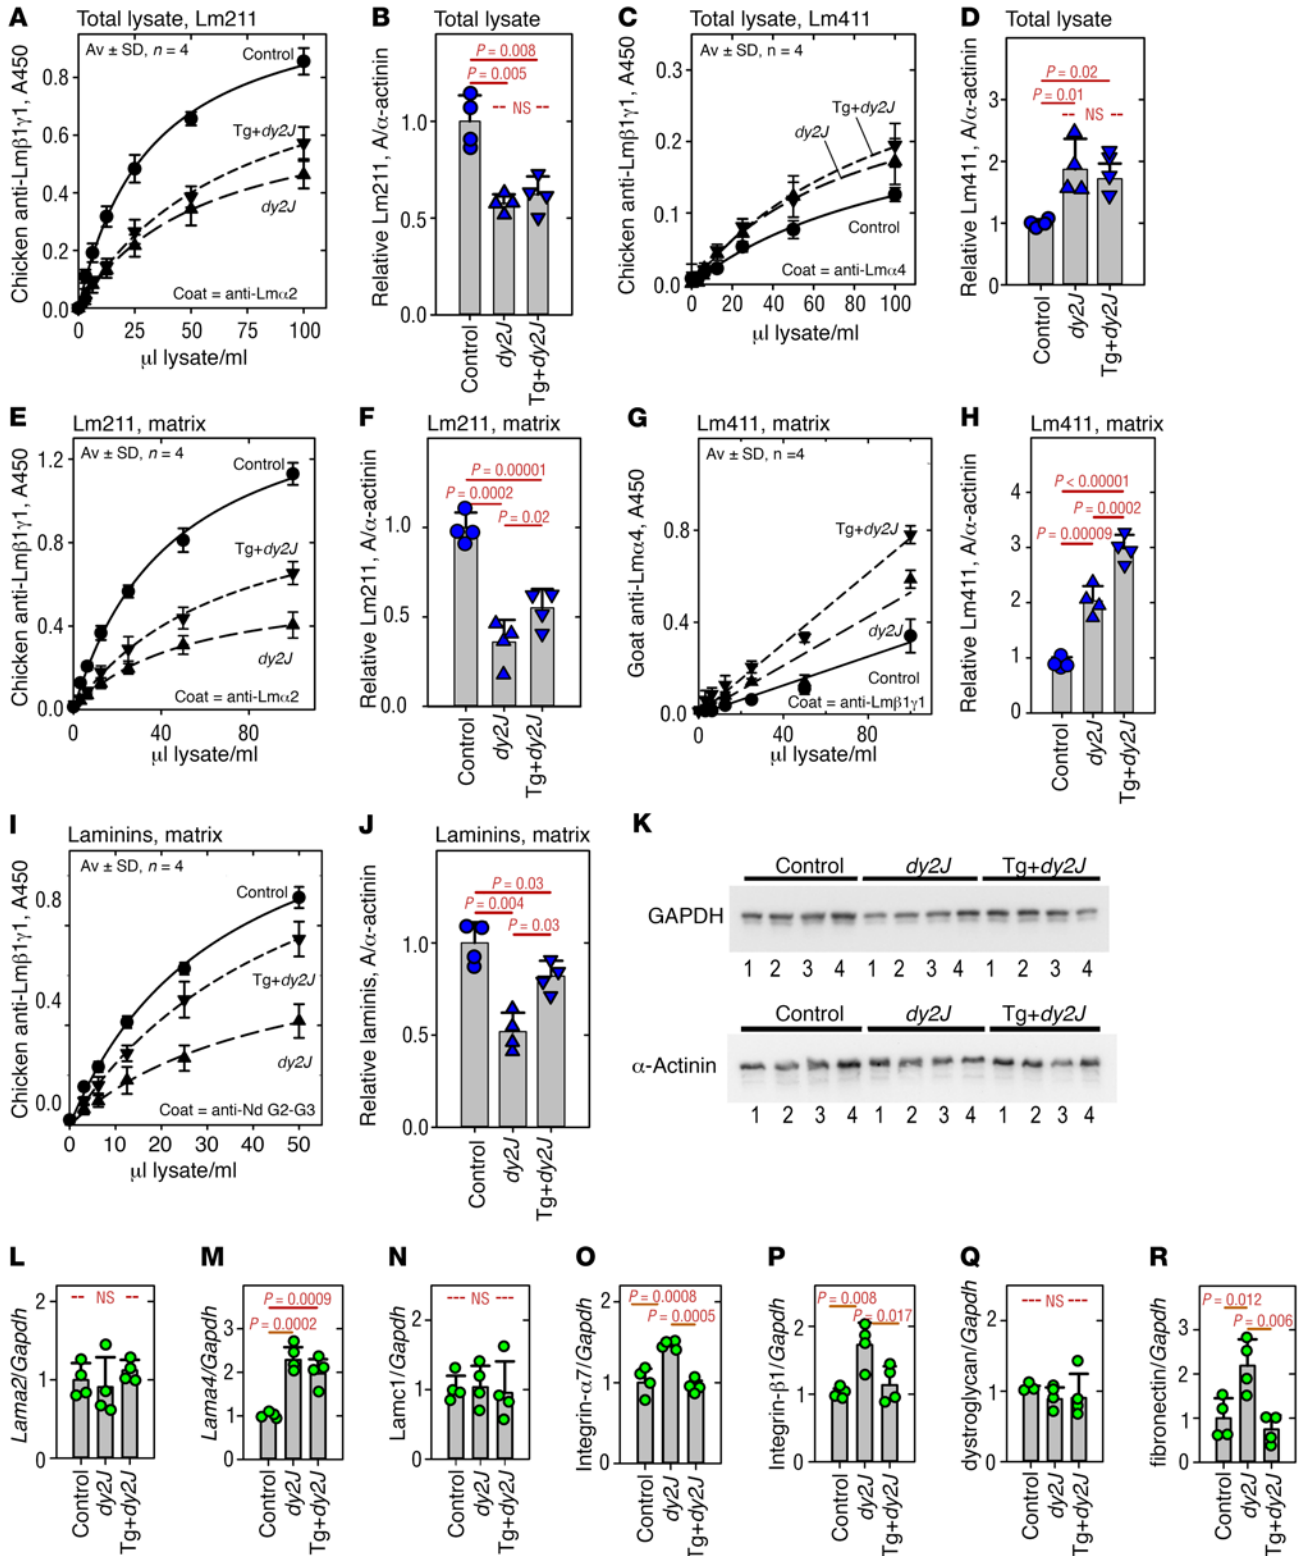 A
Total lysate, Lm211
Av ± SD, n = 4
Control
Tg+dy2J
dy2J
Coat = anti-Lmα2
Chicken anti-Lmβ1γ1, A450
0.8
0.6
0.4
0.2
0.0
0 25 50 75 100
µl lysate/ml
B
Total lysate
P = 0.008
P = 0.005
-- NS --
Relative Lm211, A/α-actinin
1.0
0.5
0.0
Control
dy2J
Tg+dy2J
C
Total lysate, Lm411
Av ± SD, n = 4
Tg+dy2J
dy2J
Control
Coat = anti-Lmα4
Chicken anti-Lmβ1γ1, A450
0.3
0.2
0.1
0.0
0 20 40 60 80 100
µl lysate/ml
D
Total lysate
P = 0.02
P = 0.01
-- NS --
Relative Lm411, A/α-actinin
3
2
1
0
Control
dy2J
Tg+dy2J
E
Lm211, matrix
Av ± SD, n = 4
Control
Tg+dy2J
dy2J
Coat = anti-Lmα2
Chicken anti-Lmβ1γ1, A450
1.2
0.8
0.4
0.0
0 40 80
µl lysate/ml
F
Lm211, matrix
P = 0.00001
P = 0.0002
P = 0.02
Relative Lm211, A/α-actinin
1.0
0.5
0.0
Control
dy2J
Tg+dy2J
G
Lm411, matrix
Av ± SD, n =4
Tg+dy2J
dy2J
Control
Coat = anti-Lmβ1γ1
Goat anti-Lmα4, A450
0.8
0.4
0.0
0 40 80
µl lysate/ml
H
Lm411, matrix
P < 0.00001
P = 0.0002
P = 0.00009
Relative Lm411, A/α-actinin
4
3
2
1
0
Control
dy2J
Tg+dy2J
I
Laminins, matrix
Av ± SD, n = 4
Control
Tg+dy2J
dy2J
Coat = anti-Nd G2-G3
Chicken anti-Lmβ1γ1, A450
0.8
0.4
0.0
0 10 20 30 40 50
µl lysate/ml
J
Laminins, matrix
P = 0.03
P = 0.004
P = 0.03
Relative laminis, A/α-actinin
1.0
0.5
0.0
Control
dy2J
Tg+dy2J
K
Control dy2J Tg+dy2J
GAPDH
1 2 3 4 1 2 3 4 1 2 3 4
Control dy2J Tg+dy2J
α-Actinin
1 2 3 4 1 2 3 4 1 2 3 4
L
-- NS --
Lama2/Gapdh
2
1
0
Control
dy2J
Tg+dy2J
M
P = 0.0009
P = 0.0002
Lama4/Gapdh
3
2
1
0
Control
dy2J
Tg+dy2J
N
--- NS ---
Lamc1/Gapdh
2
1
0
Control
dy2J
Tg+dy2J
O
P = 0.0008
P = 0.0005
Integrin-α7/Gapdh
2
1
0
Control
dy2J
Tg+dy2J
P
P = 0.008
P = 0.017
Integrin-β1/Gapdh
2
1
0
Control
dy2J
Tg+dy2J
Q
--- NS ---
dystroglycan/Gapdh
2
1
0
Control
dy2J
Tg+dy2J
R
P = 0.012
P = 0.006
fibronectin/Gapdh
3
2
1
0
Control
dy2J
Tg+dy2J